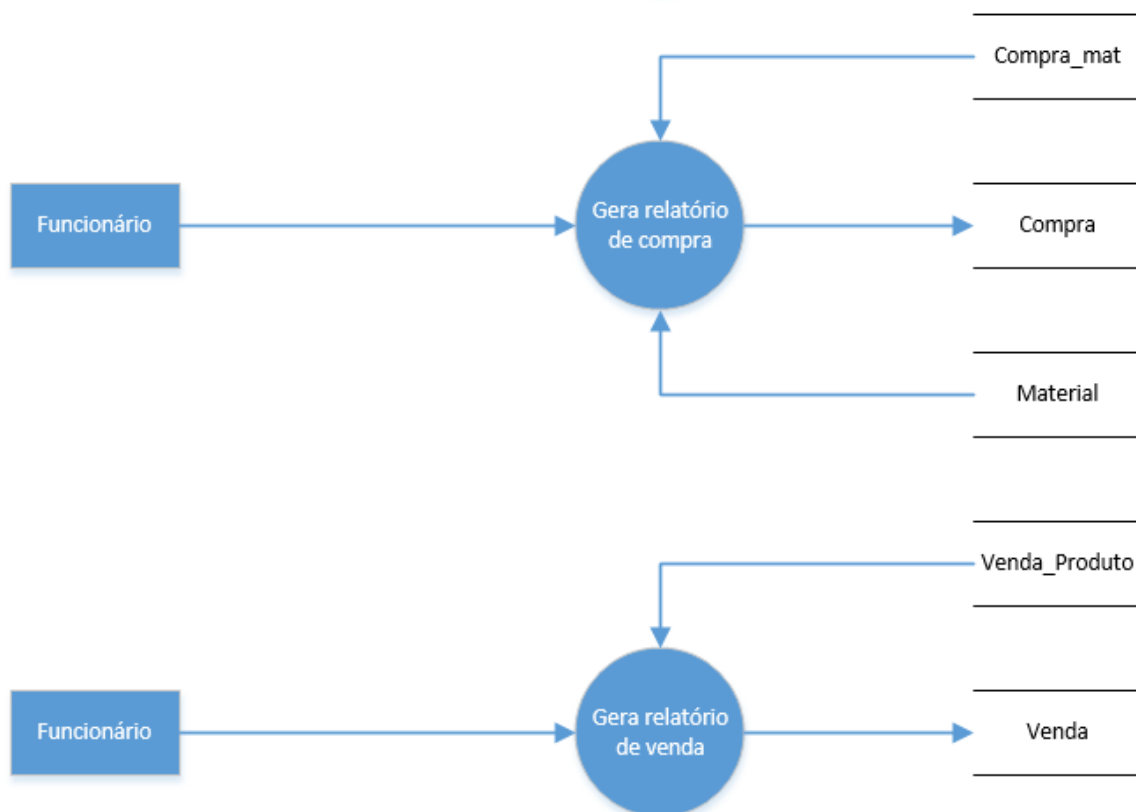 Compra_mat
Funcionário
Gera relatório
de compra
Compra
Material
Venda_Produto
Funcionário
Gera relatório
de venda
Venda